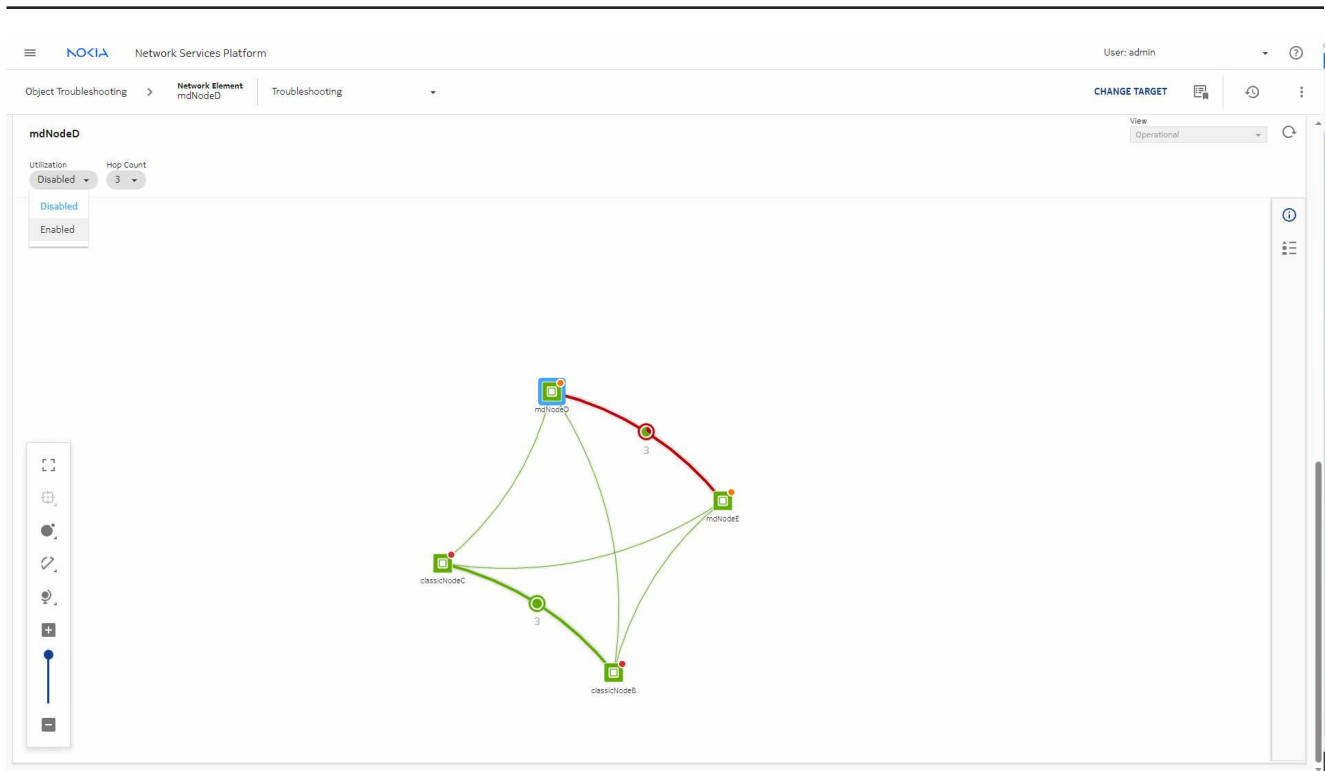 NOKIA Network Services Platform User: admin
Object Troubleshooting > Network Element mdNodeD Troubleshooting CHANGE TARGET
mdNodeD
View
Operational
Utilization Hop Count
Disabled 3
Disabled
Enabled
mdNodeD
3
mdNodeE
classicNodeC
3
classicNodeB